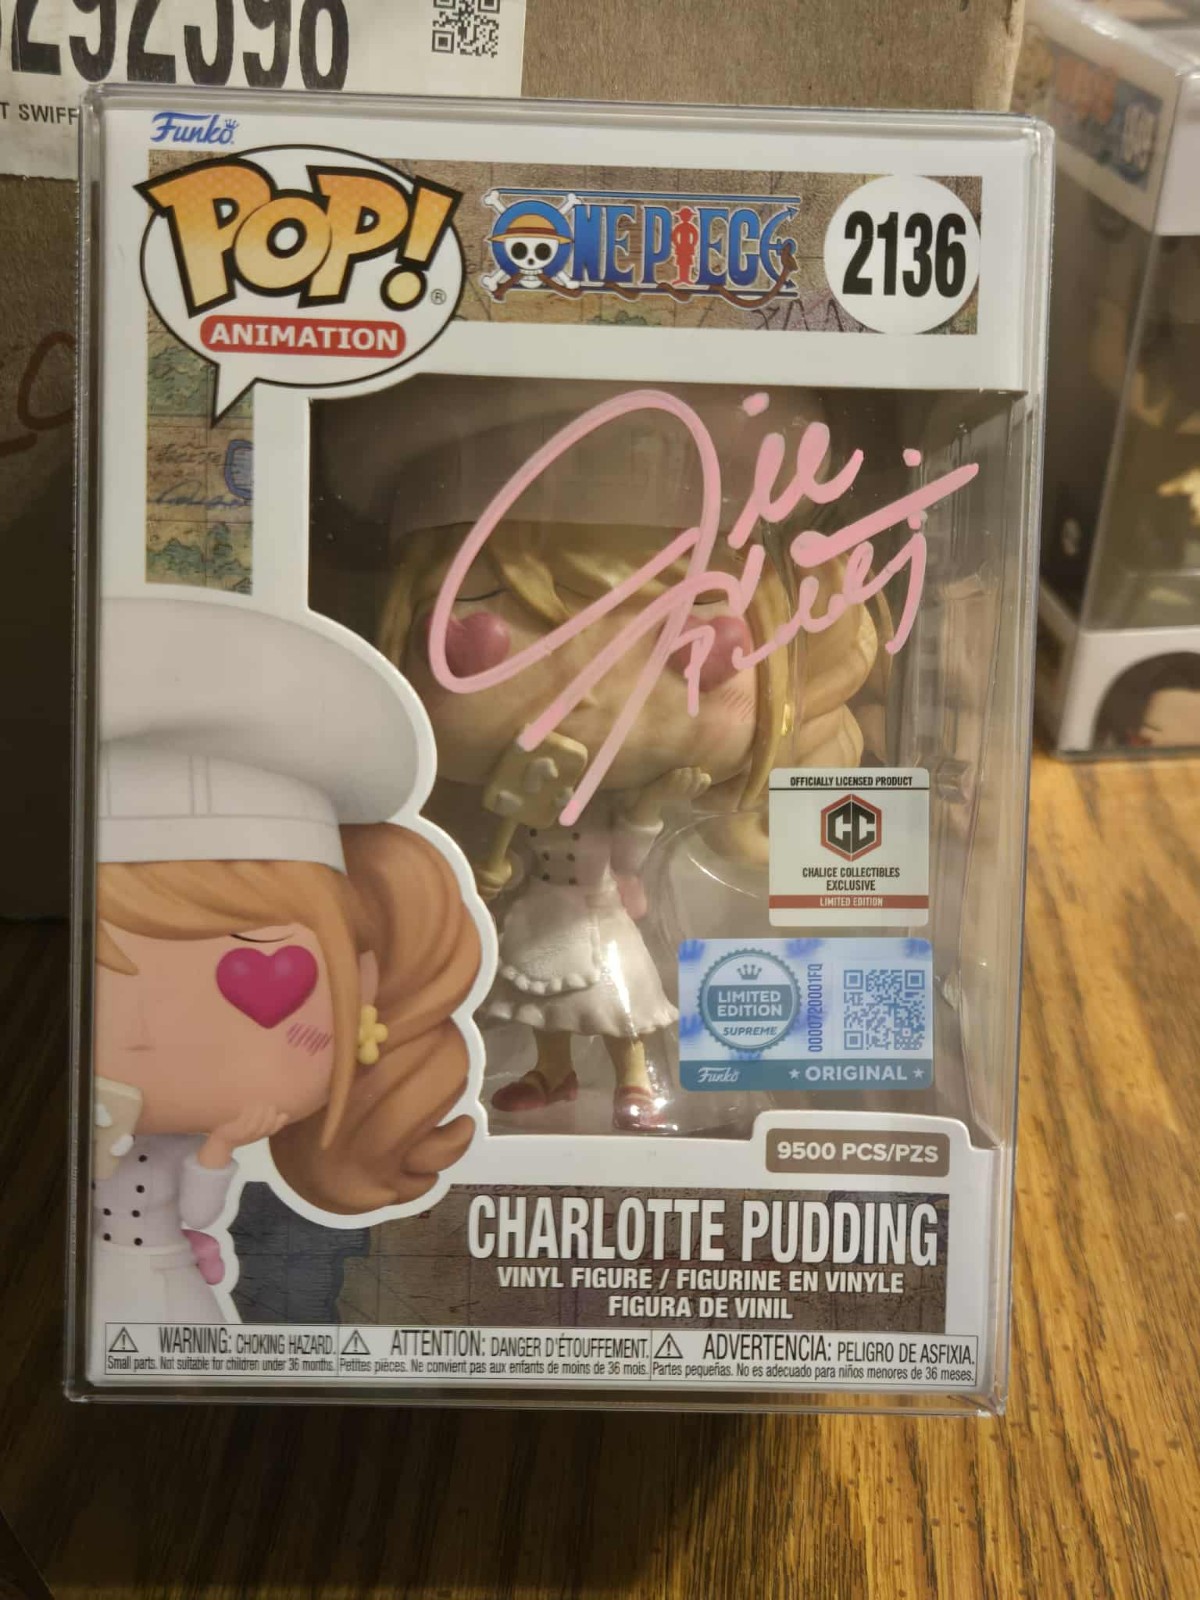 292398
T SWIFF
Funko
POP!
ANIMATION
ONE PIECE
2136
OFFICIALLY LICENSED PRODUCT
CC
CHALICE COLLECTIBLES
EXCLUSIVE
LIMITED EDITION
LIMITED
EDITION
SUPREME
0000720001FQ
Funko
★ ORIGINAL ★
9500 PCS/PZS
CHARLOTTE PUDDING
VINYL FIGURE / FIGURINE EN VINYLE
FIGURA DE VINIL
WARNING: CHOKING HAZARD.
Small parts. Not suitable for children under 36 months.
ATTENTION: DANGER D'ÉTOUFFEMENT.
Petites pièces. Ne convient pas aux enfants de moins de 36 mois.
ADVERTENCIA: PELIGRO DE ASFIXIA.
Partes pequeñas. No es adecuado para niños menores de 36 meses.